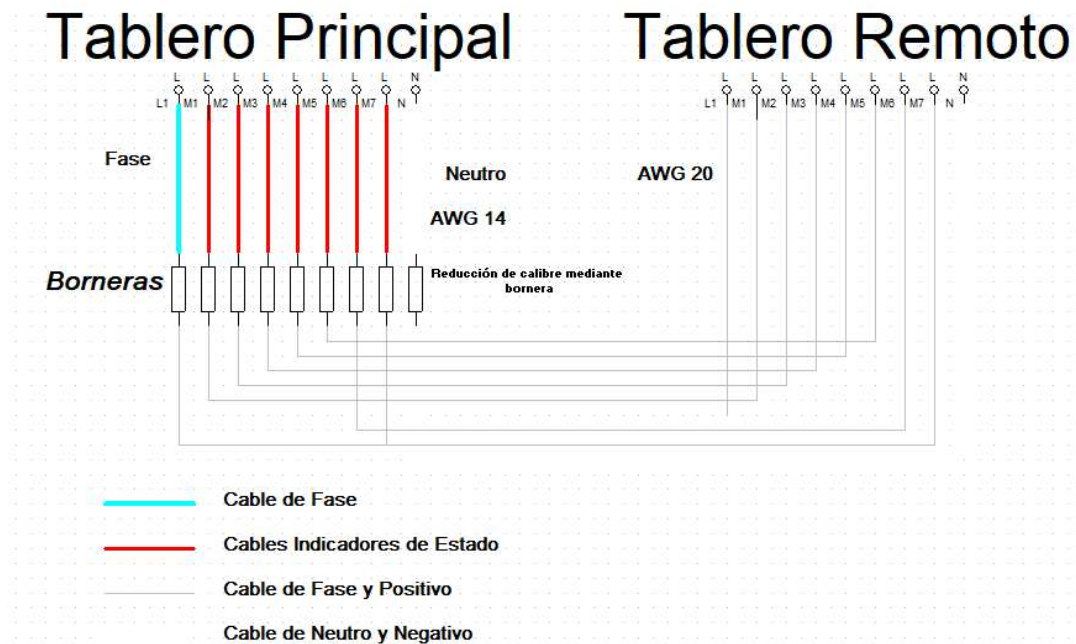 Tablero Principal
Tablero Remoto
L L L L L L L L N
L1 M1 M2 M3 M4 M5 M6 M7 N
L L L L L L L L N
L1 M1 M2 M3 M4 M5 M6 M7 N
Fase
Neutro
AWG 20
AWG 14
Borneras
Reducción de calibre mediante
bornera
Cable de Fase
Cables Indicadores de Estado
Cable de Fase y Positivo
Cable de Neutro y Negativo